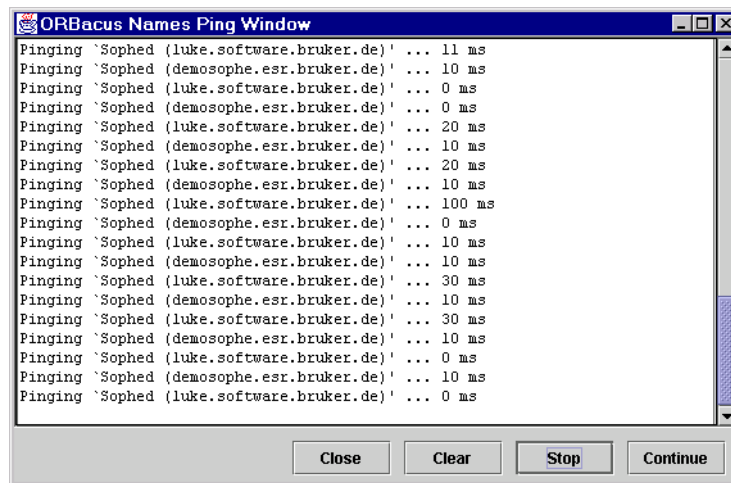 ORBacus Names Ping Window
Pinging `Sophed (luke.software.bruker.de)' ... 11 ms
Pinging `Sophed (demosophe.esr.bruker.de)' ... 10 ms
Pinging `Sophed (luke.software.bruker.de)' ... 0 ms
Pinging `Sophed (demosophe.esr.bruker.de)' ... 0 ms
Pinging `Sophed (luke.software.bruker.de)' ... 20 ms
Pinging `Sophed (demosophe.esr.bruker.de)' ... 10 ms
Pinging `Sophed (luke.software.bruker.de)' ... 20 ms
Pinging `Sophed (demosophe.esr.bruker.de)' ... 10 ms
Pinging `Sophed (luke.software.bruker.de)' ... 100 ms
Pinging `Sophed (demosophe.esr.bruker.de)' ... 0 ms
Pinging `Sophed (luke.software.bruker.de)' ... 10 ms
Pinging `Sophed (demosophe.esr.bruker.de)' ... 10 ms
Pinging `Sophed (luke.software.bruker.de)' ... 30 ms
Pinging `Sophed (demosophe.esr.bruker.de)' ... 10 ms
Pinging `Sophed (luke.software.bruker.de)' ... 30 ms
Pinging `Sophed (demosophe.esr.bruker.de)' ... 10 ms
Pinging `Sophed (luke.software.bruker.de)' ... 0 ms
Pinging `Sophed (demosophe.esr.bruker.de)' ... 10 ms
Pinging `Sophed (luke.software.bruker.de)' ... 0 ms
Close Clear Stop Continue